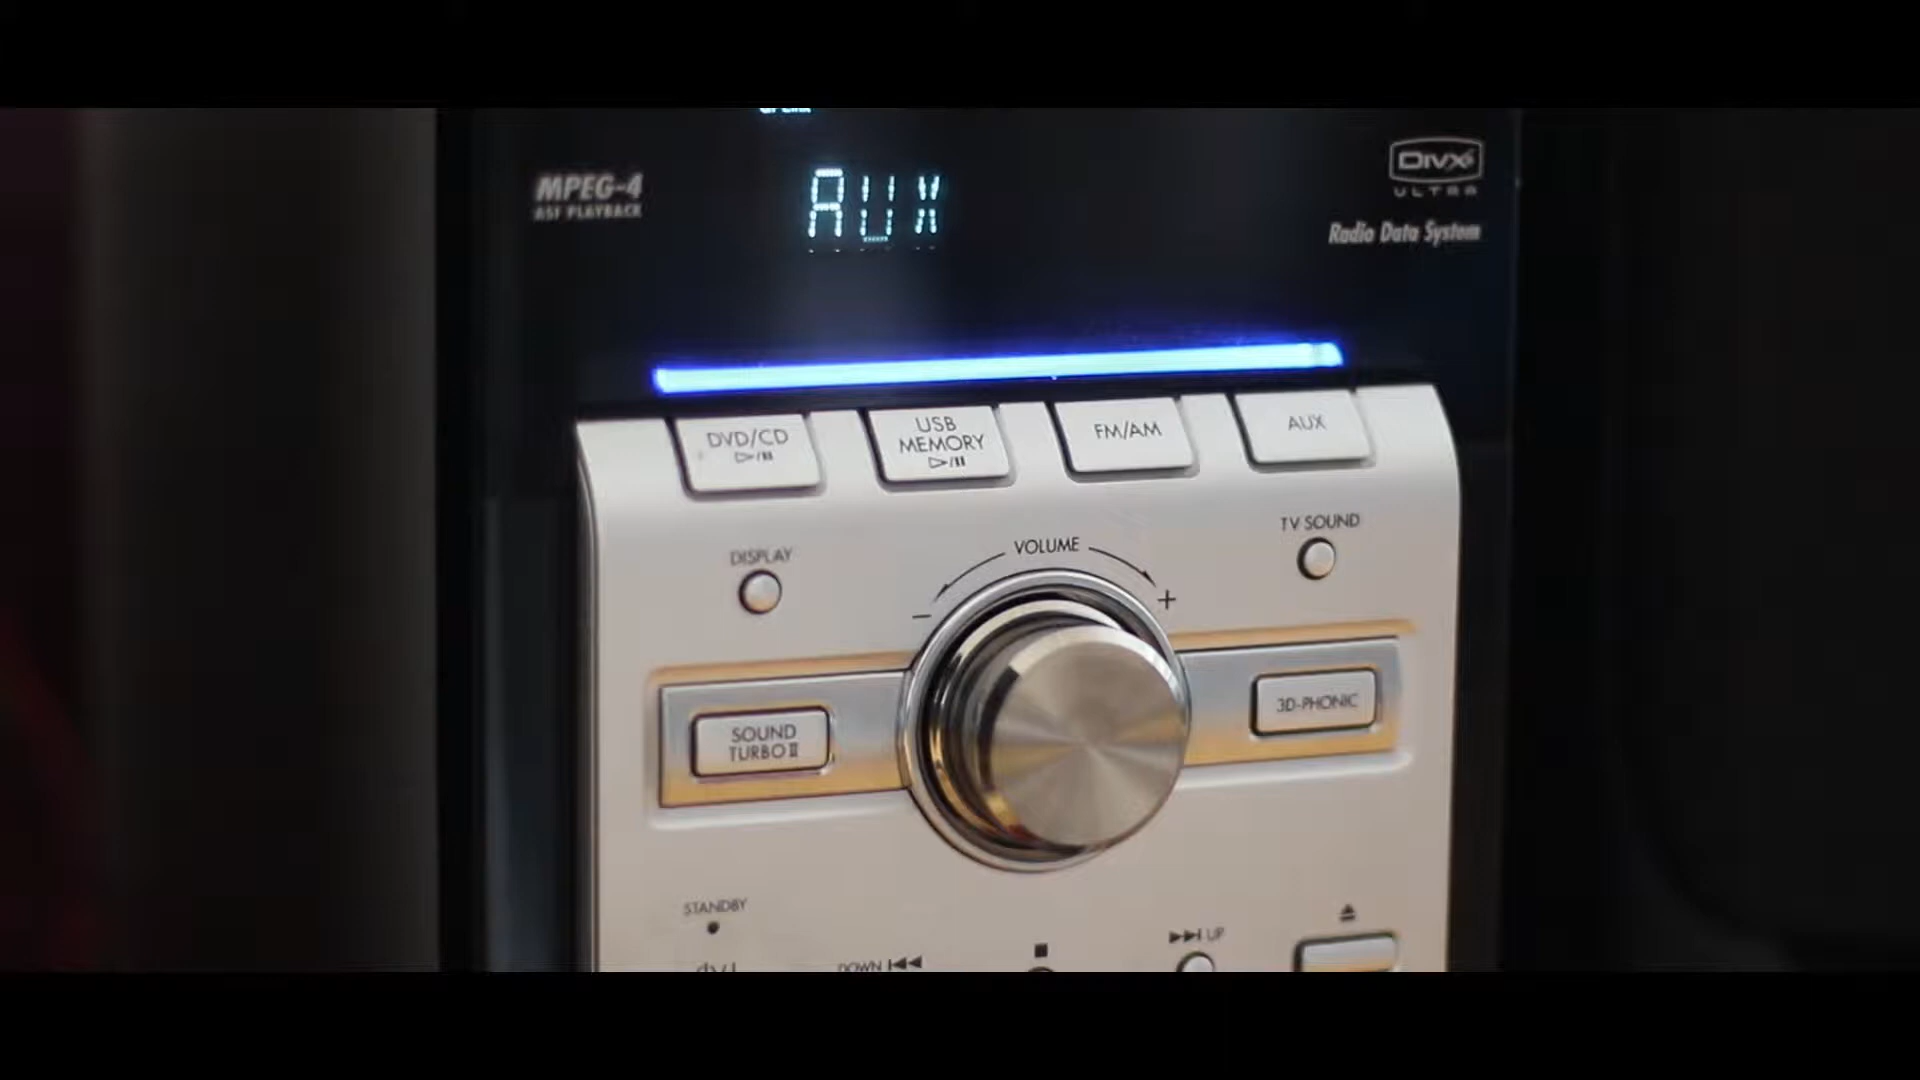 MPEG-4
ASF PLAYBACK
AUX
DivX
ULTRA
Radio Data System
DVD/CD
USB
MEMORY
FM/AM
AUX
DISPLAY
VOLUME
TV SOUND
− +
SOUND
TURBO II
3D-PHONIC
STANDBY
DOWN
UP